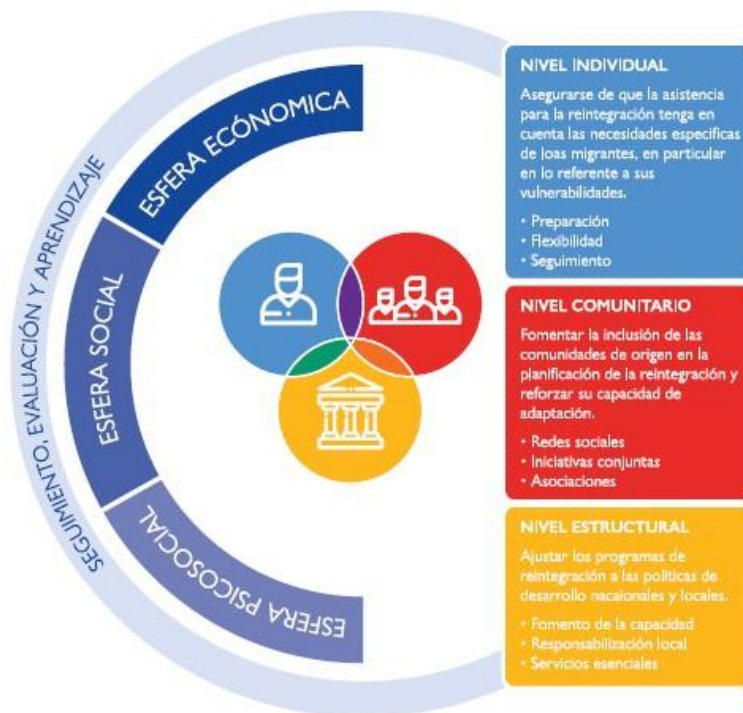 SEGUIMIENTO, EVALUACIÓN Y APRENDIZAJE
ESFERA ECÓNOMICA
ESFERA SOCIAL
ESFERA PSICOSOCIAL
NIVEL INDIVIDUAL
Asegurarse de que la asistencia
para la reintegración tenga en
cuenta las necesidades especificas
de loas migrantes, en particular
en lo referente a sus
vulnerabilidades.
• Preparación
• Flexibilidad
• Seguimiento
NIVEL COMUNITARIO
Fomentar la inclusión de las
comunidades de origen en la
planificación de la reintegración y
reforzar su capacidad de
adaptación.
• Redes sociales
• Iniciativas conjuntas
• Asociaciones
NIVEL ESTRUCTURAL
Ajustar los programas de
reintegración a las políticas de
desarrollo nacaionales y locales.
• Fomento de la capacidad
• Responsabilización local
• Servicios esenciales